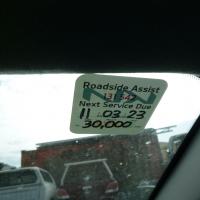 Roadside Assist
Next Service Due
11 03 23
30,000